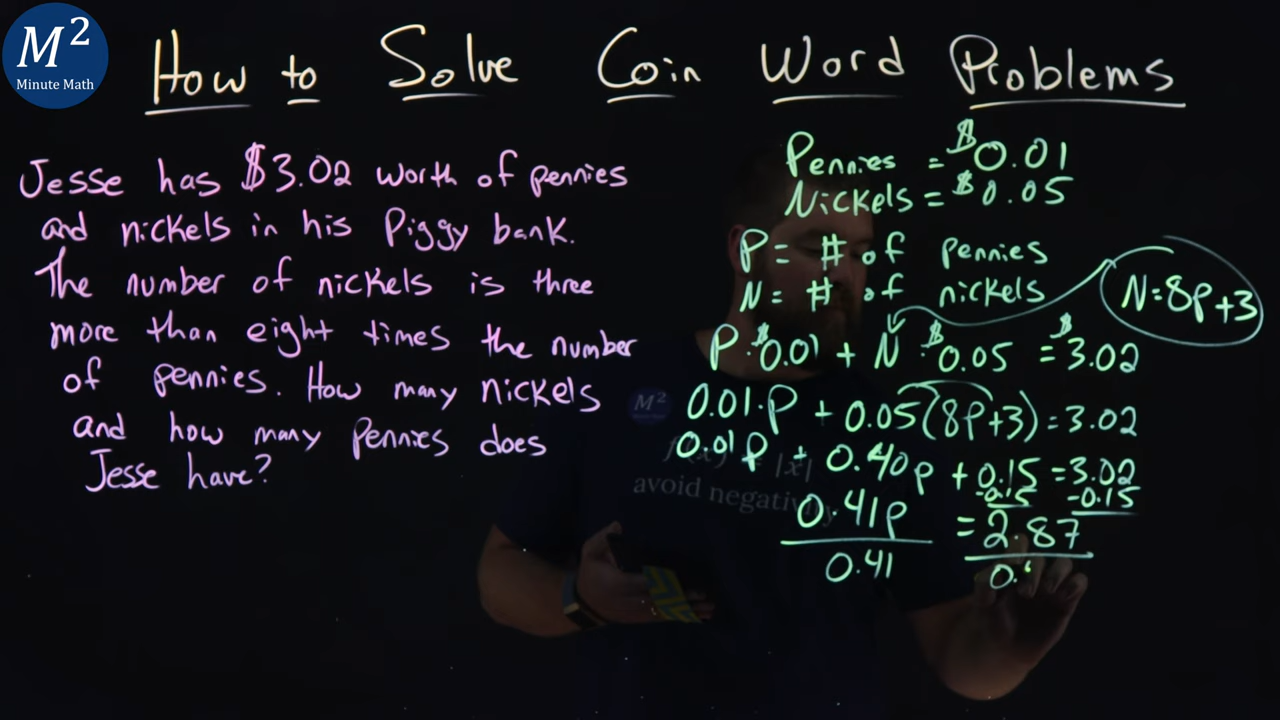 M²
Minute Math
How to Solve Coin Word Problems
Jesse has $3.02 worth of pennies
and nickels in his Piggy bank.
The number of nickels is three
more than eight times the number
of pennies. How many nickels
and how many Pennies does
Jesse have?
Pennies = $0.01
Nickels = $0.05
P = # of pennies
N = # of nickels
N=8P+3
P·$0.01 + N·$0.05 = $3.02
0.01·P + 0.05(8P+3)=3.02
0.01P + 0.40P + 0.15 =3.02
-0.15 -0.15
0.41P = 2.87
0.41 0.
M²
= |x|
avoid negativ